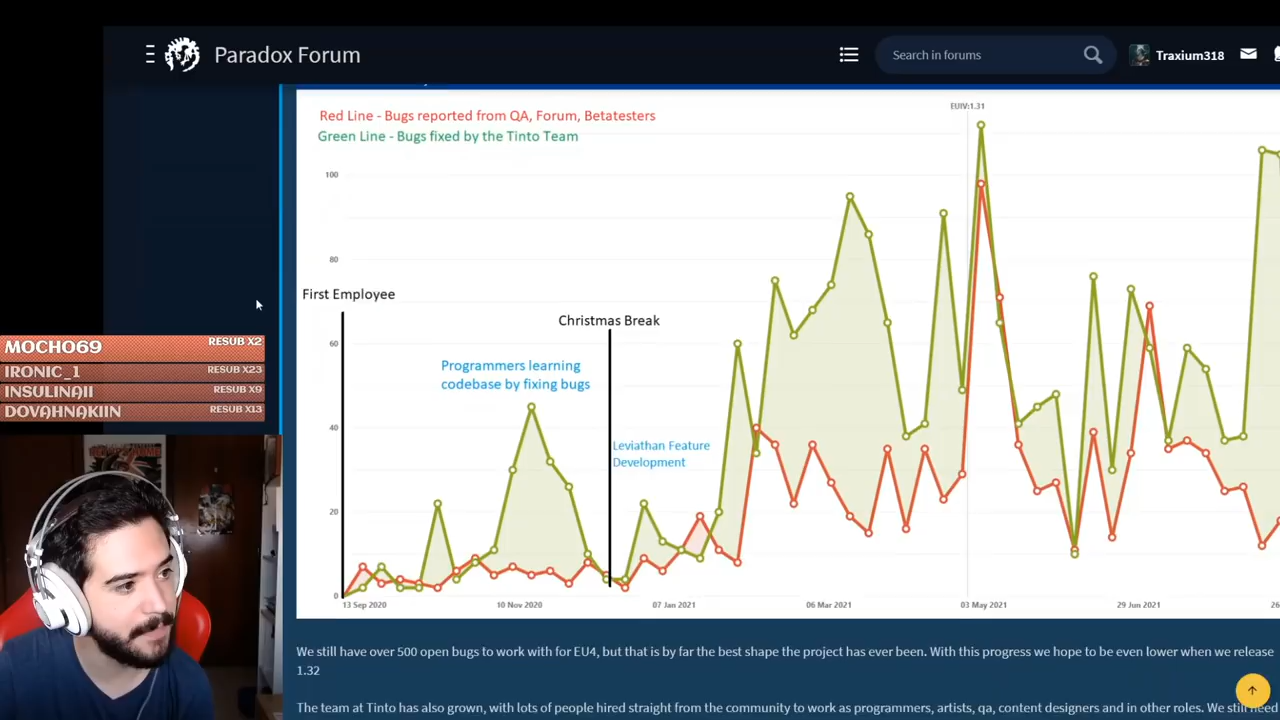 Paradox Forum
Search in forums
Traxium318
Red Line - Bugs reported from QA, Forum, Betatesters
Green Line - Bugs fixed by the Tinto Team
EUIV:1.31
100
80
First Employee
Christmas Break
60
Programmers learning
codebase by fixing bugs
40
Leviathan Feature
Development
20
0
13 Sep 2020
10 Nov 2020
07 Jan 2021
06 Mar 2021
03 May 2021
29 Jun 2021
26
MOCHO69 RESUB X2
IRONIC_1 RESUB X23
INSULINAII RESUB X9
DOVAHNAKIIN RESUB X13
We still have over 500 open bugs to work with for EU4, but that is by far the best shape the project has ever been. With this progress we hope to be even lower when we release
1.32
The team at Tinto has also grown, with lots of people hired straight from the community to work as programmers, artists, qa, content designers and in other roles. We still need